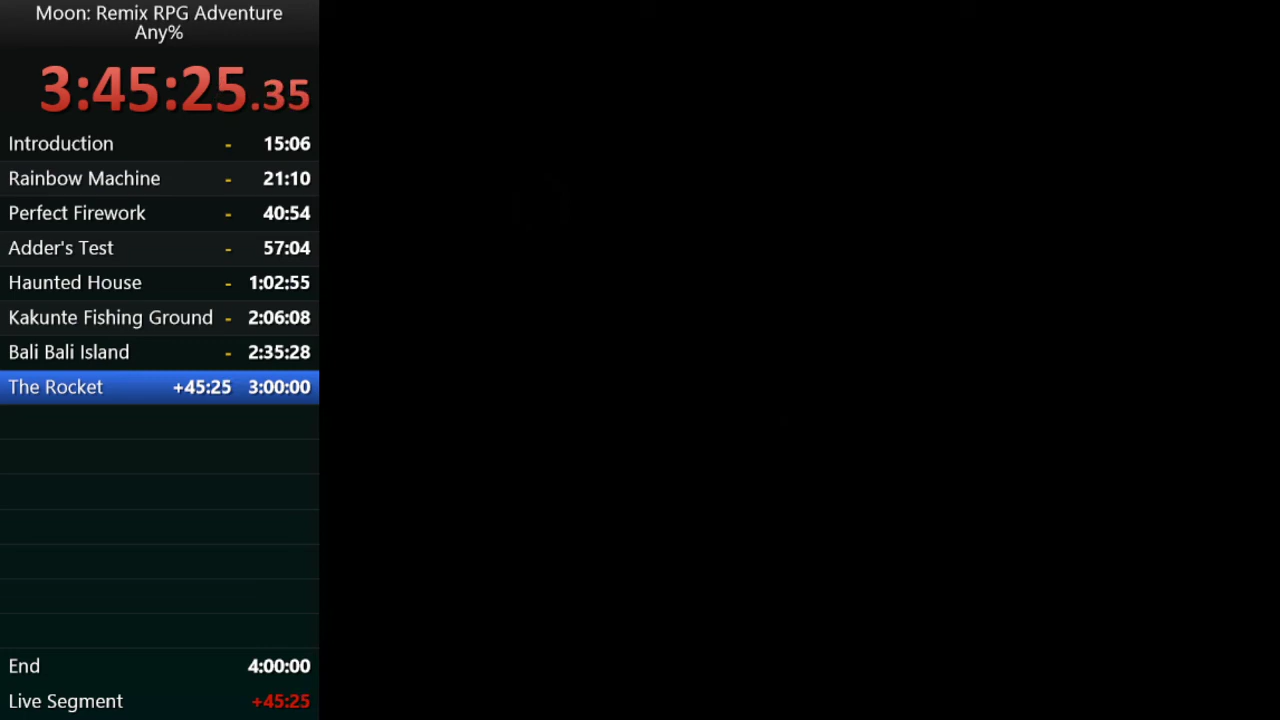 Moon: Remix RPG Adventure
Any%
3:45:25.35
Introduction - 15:06
Rainbow Machine - 21:10
Perfect Firework - 40:54
Adder's Test - 57:04
Haunted House - 1:02:55
Kakunte Fishing Ground - 2:06:08
Bali Bali Island - 2:35:28
The Rocket +45:25 3:00:00
End 4:00:00
Live Segment +45:25